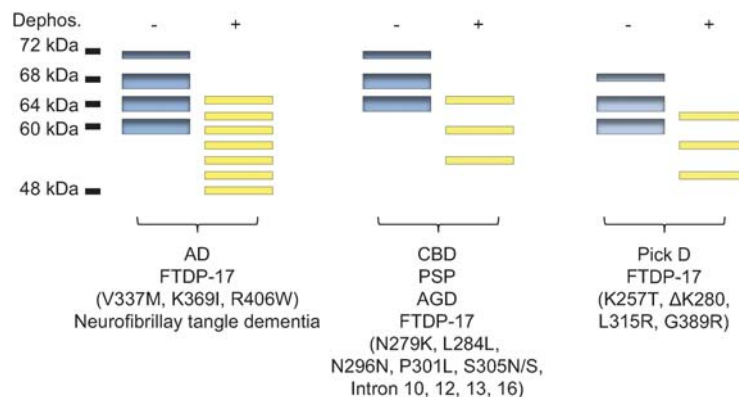 Dephos. - + - + - +
72 kDa
68 kDa
64 kDa
60 kDa
48 kDa
AD
FTDP-17
(V337M, K369I, R406W)
Neurofibrillay tangle dementia
CBD
PSP
AGD
FTDP-17
(N279K, L284L,
N296N, P301L, S305N/S,
Intron 10, 12, 13, 16)
Pick D
FTDP-17
(K257T, ΔK280,
L315R, G389R)